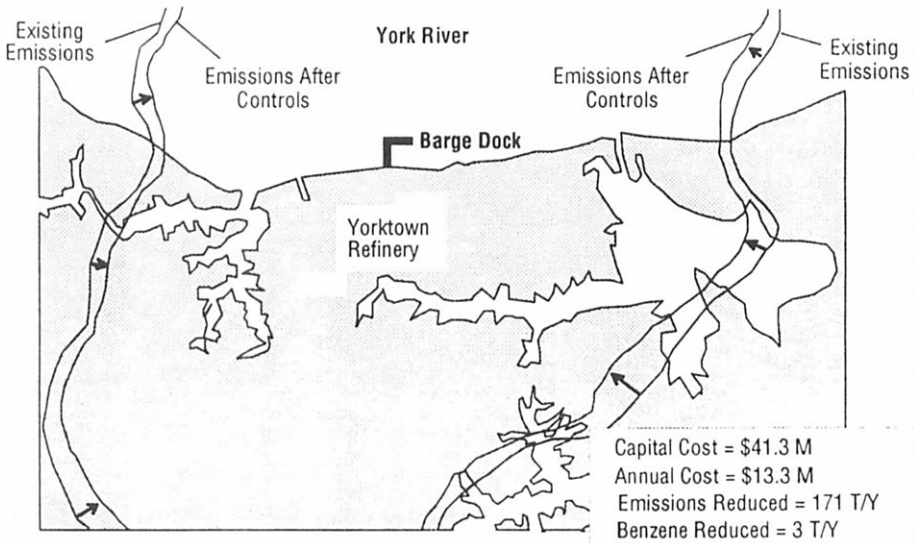 Existing
Emissions
York River
Emissions After
Controls
Emissions After
Controls
Existing
Emissions
Barge Dock
Yorktown
Refinery
Capital Cost = $41.3 M
Annual Cost = $13.3 M
Emissions Reduced = 171 T/Y
Benzene Reduced = 3 T/Y